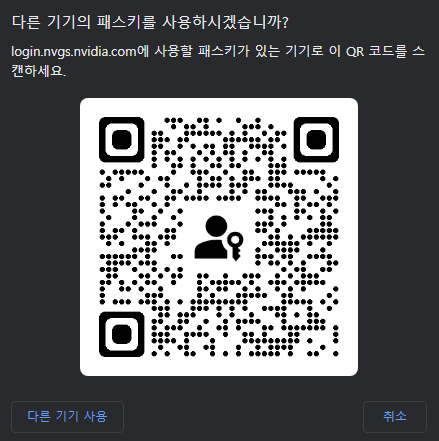 다른 기기의 패스키를 사용하시겠습니까?
login.nvgs.nvidia.com에 사용할 패스키가 있는 기기로 이 QR 코드를 스
캔하세요.
다른 기기 사용
취소